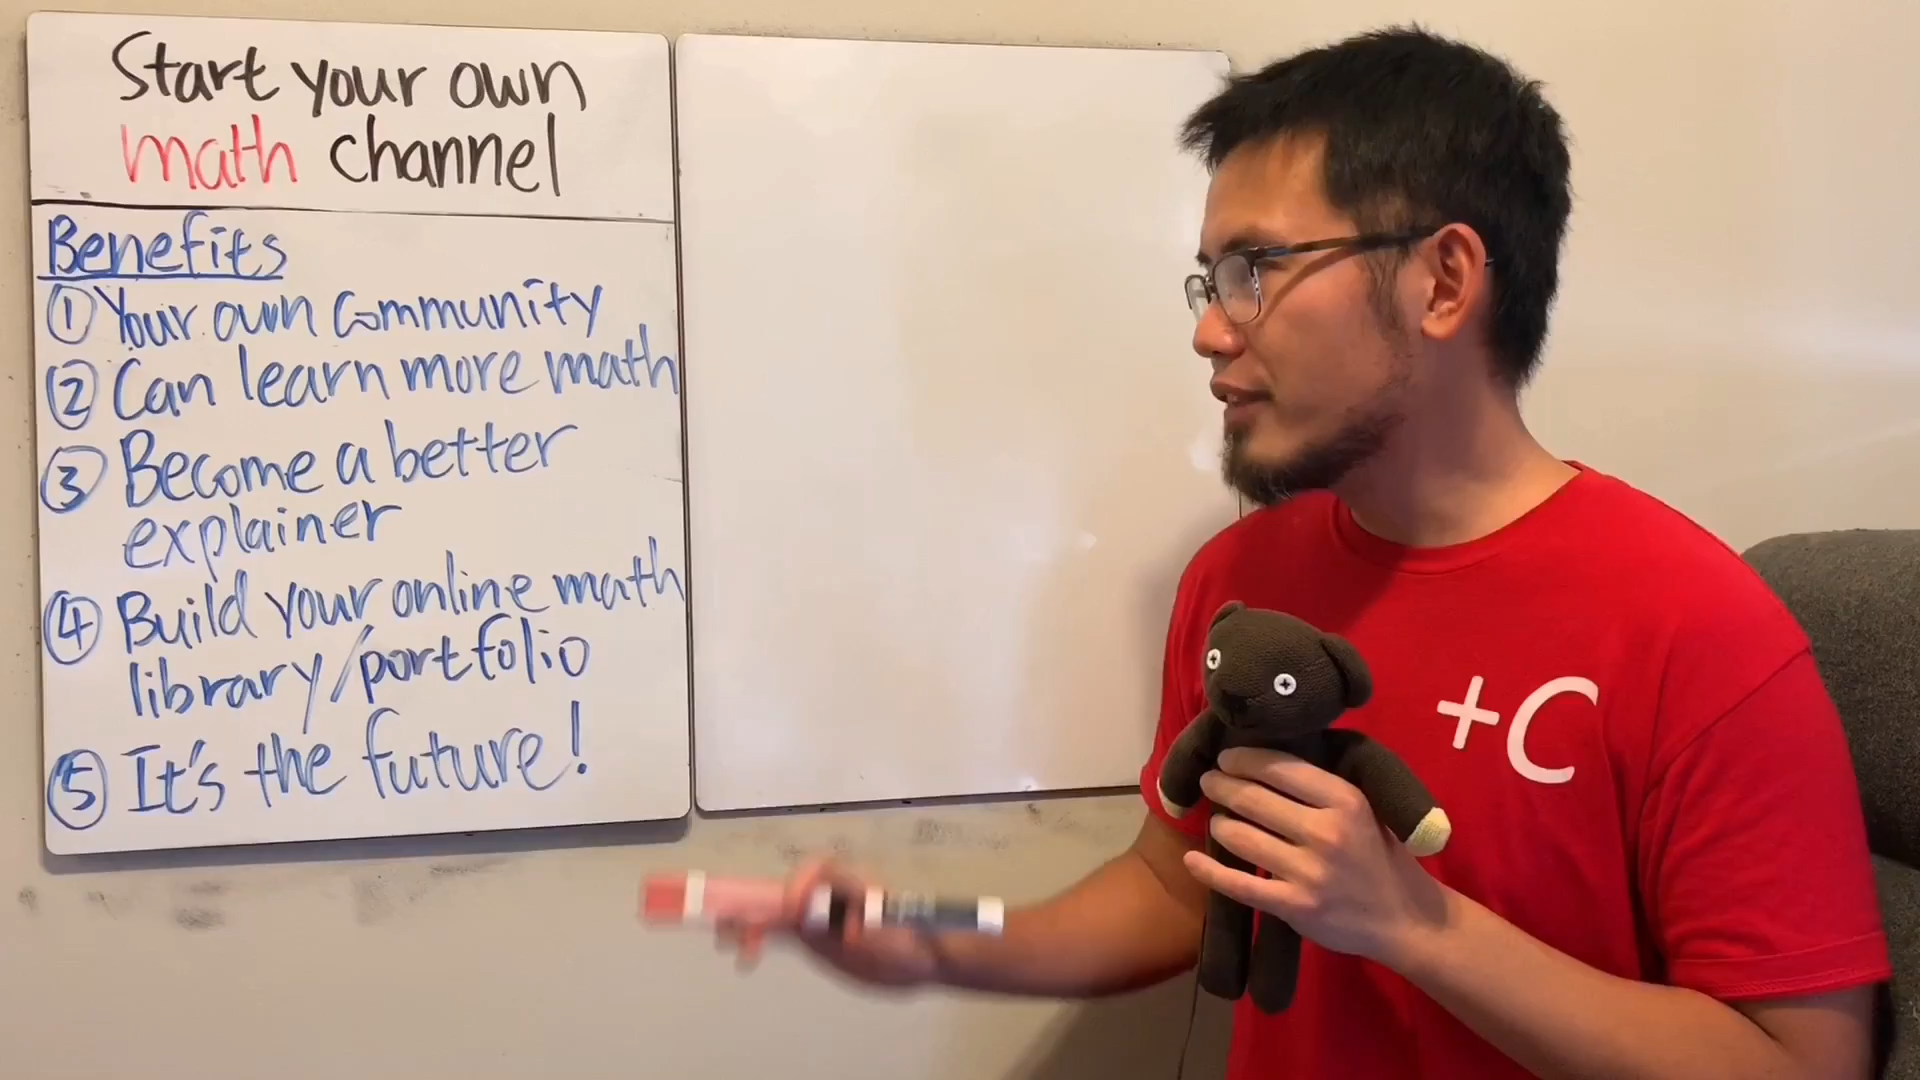 Start your own
math channel
Benefits
① Your own community
② Can learn more math
③ Become a better
explainer
④ Build your online math
library/portfolio
⑤ It's the future!
+C